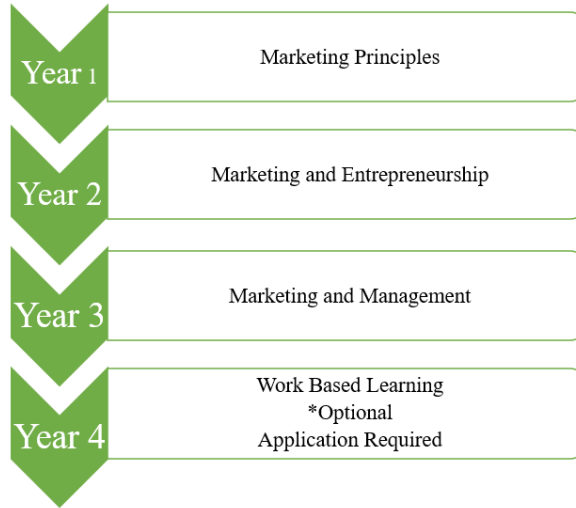 Year 1
Marketing Principles
Year 2
Marketing and Entrepreneurship
Year 3
Marketing and Management
Year 4
Work Based Learning
*Optional
Application Required